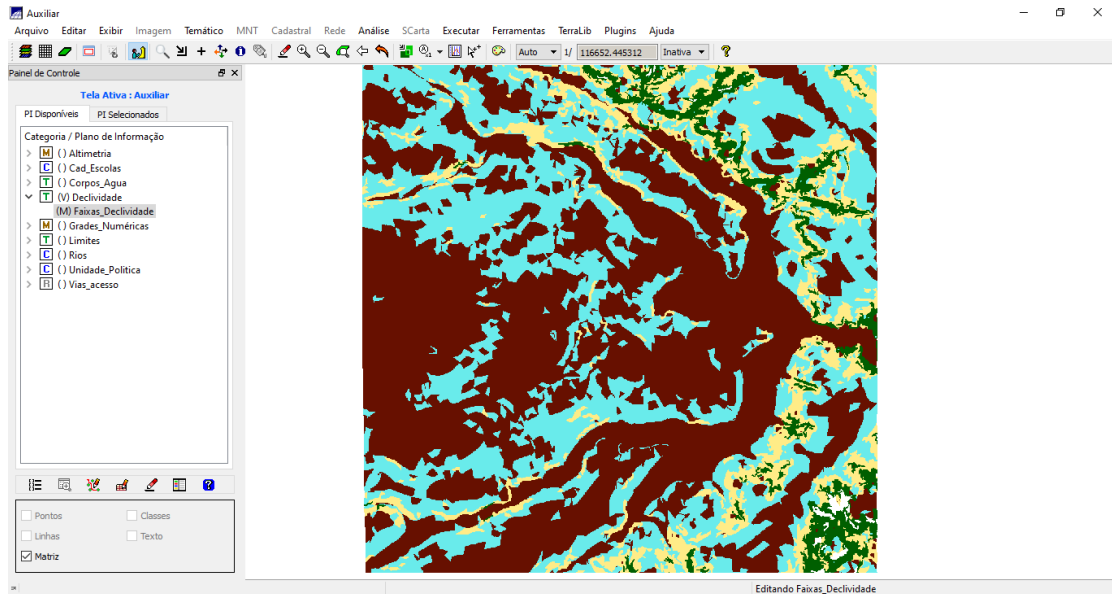 Auxiliar
Arquivo Editar Exibir Imagem Temático MNT Cadastral Rede Análise SCarta Executar Ferramentas TerraLib Plugins Ajuda
Auto 1/ 116652.445312 Inativa
Painel de Controle
Tela Ativa : Auxiliar
PI Disponíveis PI Selecionados
Categoria / Plano de Informação
M () Altimetria
C () Cad_Escolas
T () Corpos_Agua
T (V) Declividade
(M) Faixas_Declividade
M () Grades_Numéricas
T () Limites
C () Rios
C () Unidade_Politica
R () Vias_acesso
Pontos Classes
Linhas Texto
Matriz
Editando Faixas_Declividade